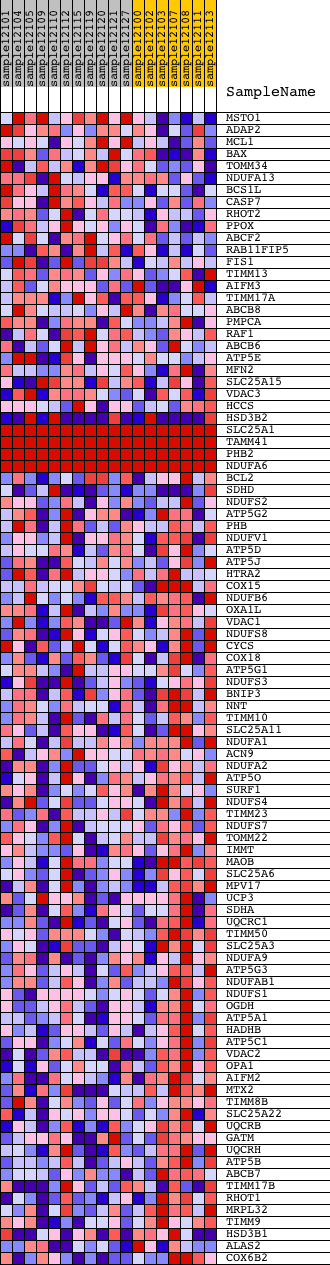 sample12101
sample12104
sample12105
sample12109
sample12110
sample12112
sample12115
sample12119
sample12120
sample12121
sample12127
sample12100
sample12102
sample12103
sample12107
sample12108
sample12111
sample12113
SampleName
MSTO1
ADAP2
MCL1
BAX
TOMM34
NDUFA13
BCS1L
CASP7
RHOT2
PPOX
ABCF2
RAB11FIP5
FIS1
TIMM13
AIFM3
TIMM17A
ABCB8
PMPCA
RAF1
ABCB6
ATP5E
MFN2
SLC25A15
VDAC3
HCCS
HSD3B2
SLC25A1
TAMM41
PHB2
NDUFA6
BCL2
SDHD
NDUFS2
ATP5G2
PHB
NDUFV1
ATP5D
ATP5J
HTRA2
COX15
NDUFB6
OXA1L
VDAC1
NDUFS8
CYCS
COX18
ATP5G1
NDUFS3
BNIP3
NNT
TIMM10
SLC25A11
NDUFA1
ACN9
NDUFA2
ATP5O
SURF1
NDUFS4
TIMM23
NDUFS7
TOMM22
IMMT
MAOB
SLC25A6
MPV17
UCP3
SDHA
UQCRC1
TIMM50
SLC25A3
NDUFA9
ATP5G3
NDUFAB1
NDUFS1
OGDH
ATP5A1
HADHB
ATP5C1
VDAC2
OPA1
AIFM2
MTX2
TIMM8B
SLC25A22
UQCRB
GATM
UQCRH
ATP5B
ABCB7
TIMM17B
RHOT1
MRPL32
TIMM9
HSD3B1
ALAS2
COX6B2